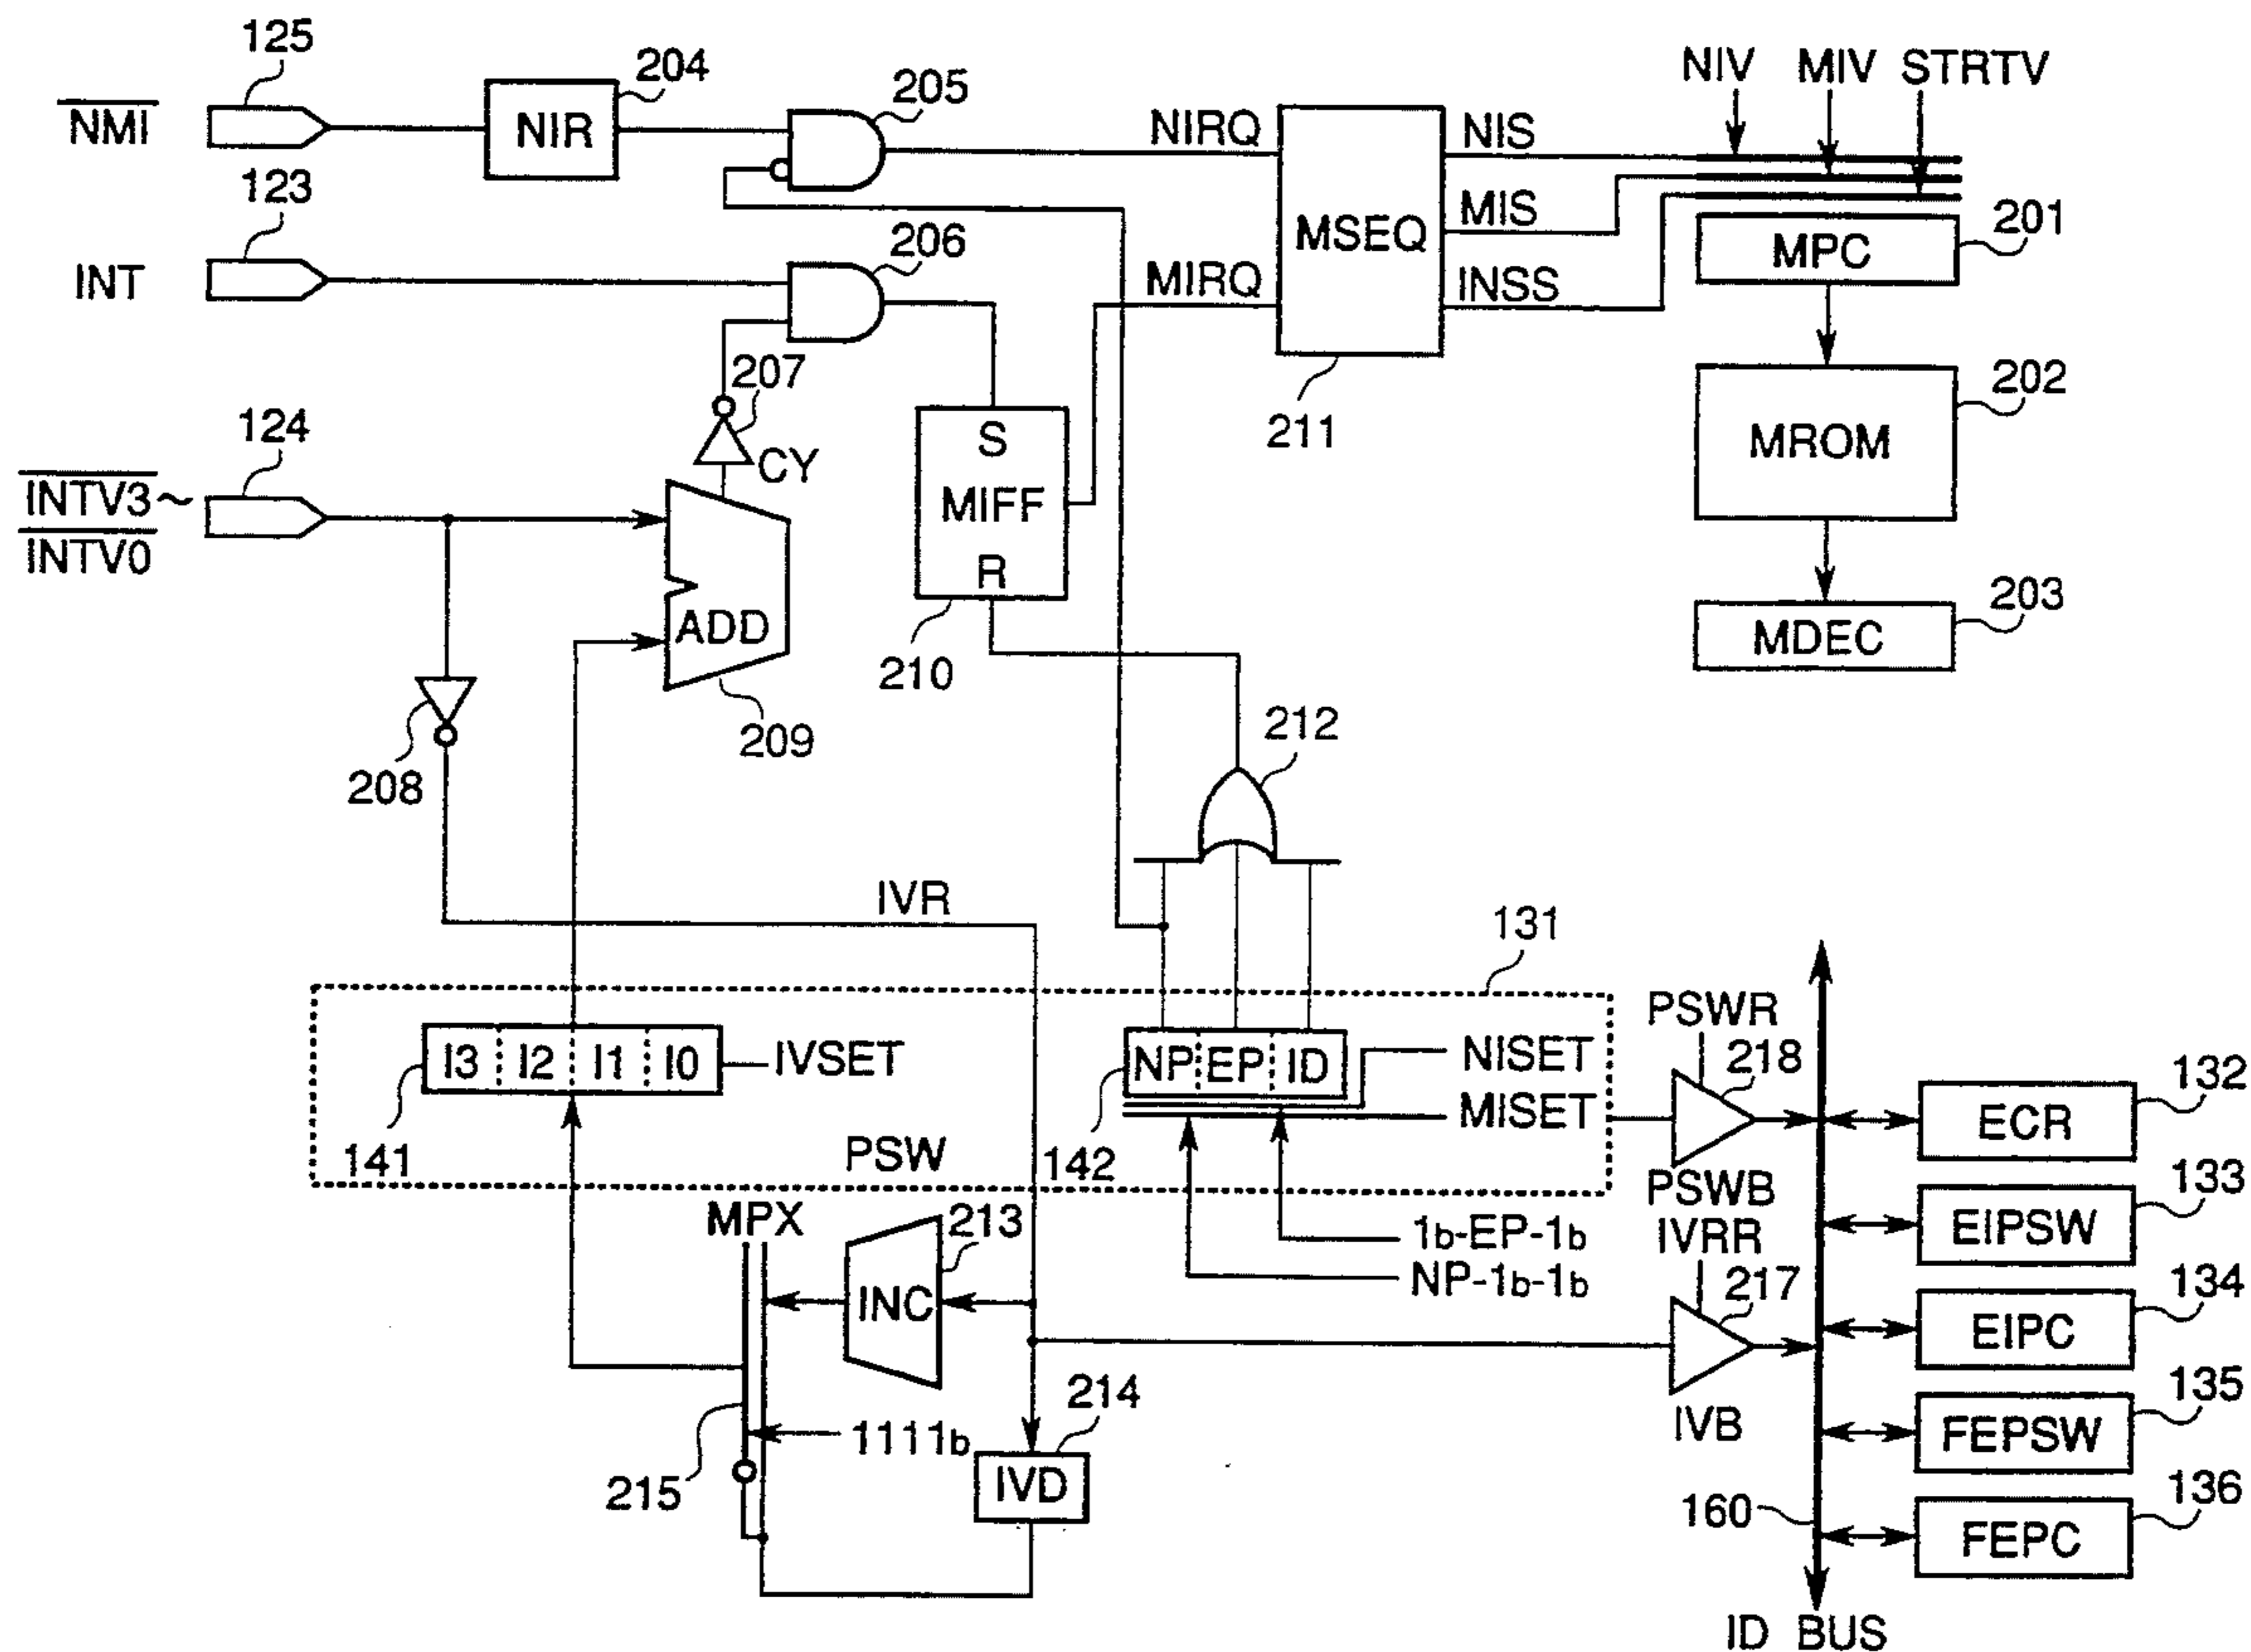 125
204
205
NIV MIV STRTV
NMI
NIR
NIRQ
NIS
123
206
MSEQ
MIS
201
INT
MIRQ
INSS
MPC
207
211
202
124
CY
S
MROM
INTV3~
INTV0
MIFF
R
ADD
210
203
MDEC
208
209
212
IVR
131
PSWR
218
I3 I2 I1 I0
IVSET
NP EP ID
NISET
MISET
132
ECR
141
PSW
142
PSWB
133
EIPSW
MPX
213
1b-EP-1b
IVRR
NP-1b-1b
217
134
INC
EIPC
214
135
1111b
IVB
FEPSW
215
IVD
136
160
FEPC
ID BUS